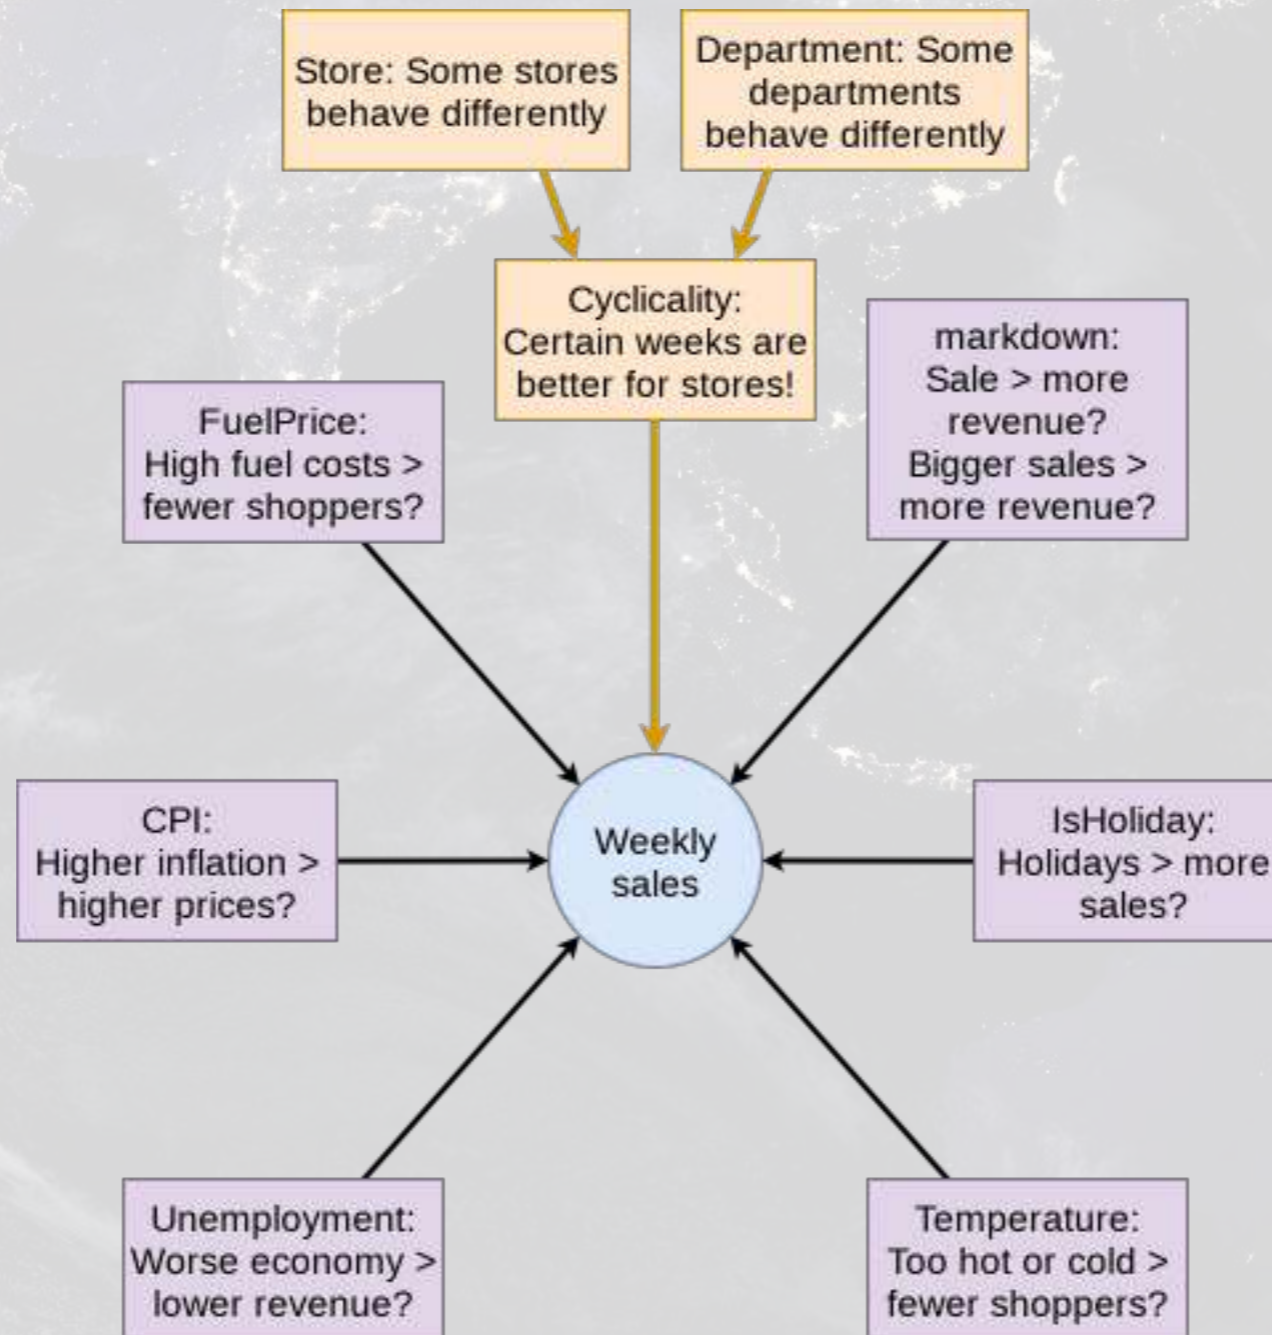 Store: Some stores
behave differently
Department: Some
departments
behave differently
Cyclicality:
Certain weeks are
better for stores!
markdown:
Sale > more
revenue?
Bigger sales >
more revenue?
FuelPrice:
High fuel costs >
fewer shoppers?
CPI:
Higher inflation >
higher prices?
Weekly
sales
IsHoliday:
Holidays > more
sales?
Unemployment:
Worse economy >
lower revenue?
Temperature:
Too hot or cold >
fewer shoppers?